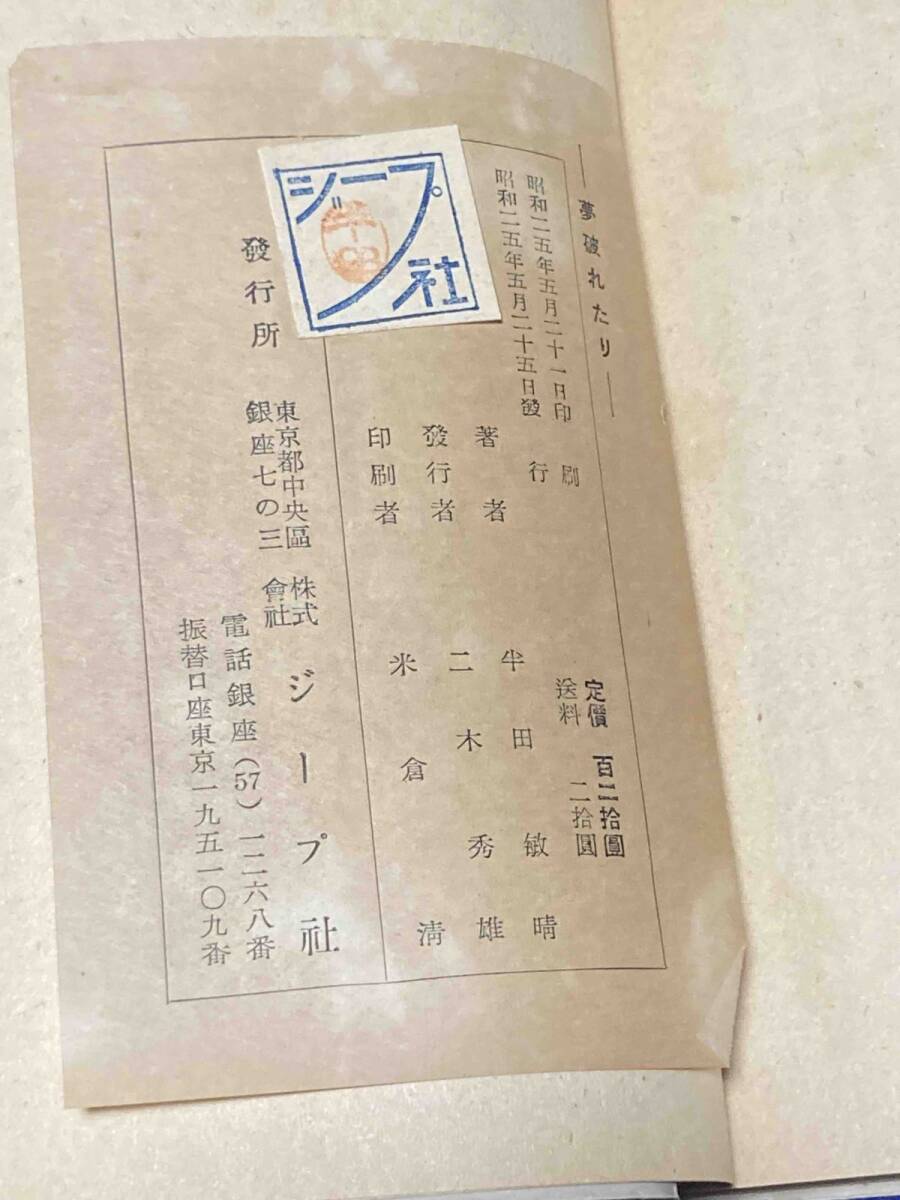 ―夢破れたり―
昭和二五年五月二十一日印刷
昭和二五年五月二十五日發行
定價 百二拾圓
送料 二拾圓
著者 半田敏晴
發行者 二木秀雄
印刷者 米倉清
ジープ社
半田
發行所
東京都中央區
銀座七の三
株式
會社
ジープ社
電話銀座(57)一二六八番
振替口座東京一九五一〇九番